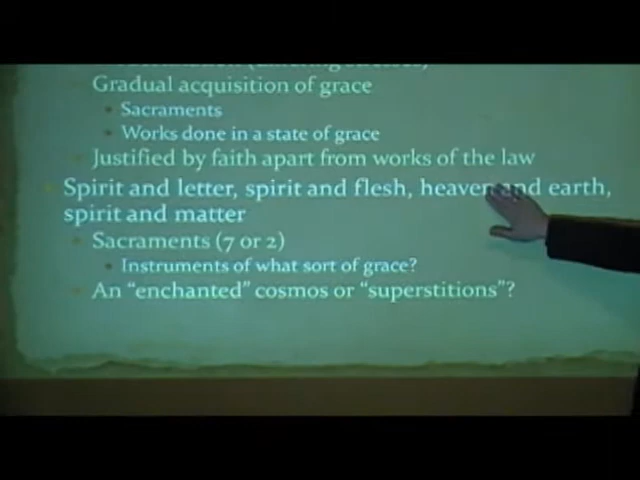 Gradual acquisition of grace
Sacraments
Works done in a state of grace
Justified by faith apart from works of the law
Spirit and letter, spirit and flesh, heaven and earth,
spirit and matter
Sacraments (7 or 2)
Instruments of what sort of grace?
An “enchanted” cosmos or “superstitions”?